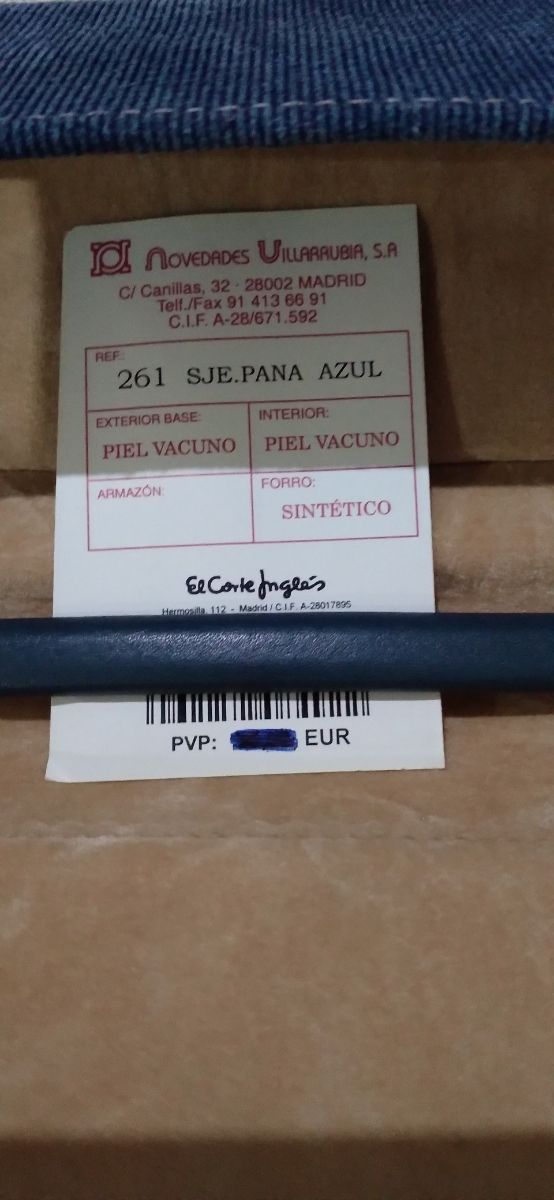 NOVEDADES VILLARRUBIA, S.A
C/ Canillas, 32 - 28002 MADRID
Telf./Fax 91 413 66 91
C.I.F. A-28/671.592
REF.:
261 SJE.PANA AZUL
EXTERIOR BASE:
PIEL VACUNO
INTERIOR:
PIEL VACUNO
ARMAZÓN:
FORRO:
SINTÉTICO
El Corte Inglés
Hermosilla, 112 - Madrid / C.I.F. A-28017895
PVP: EUR